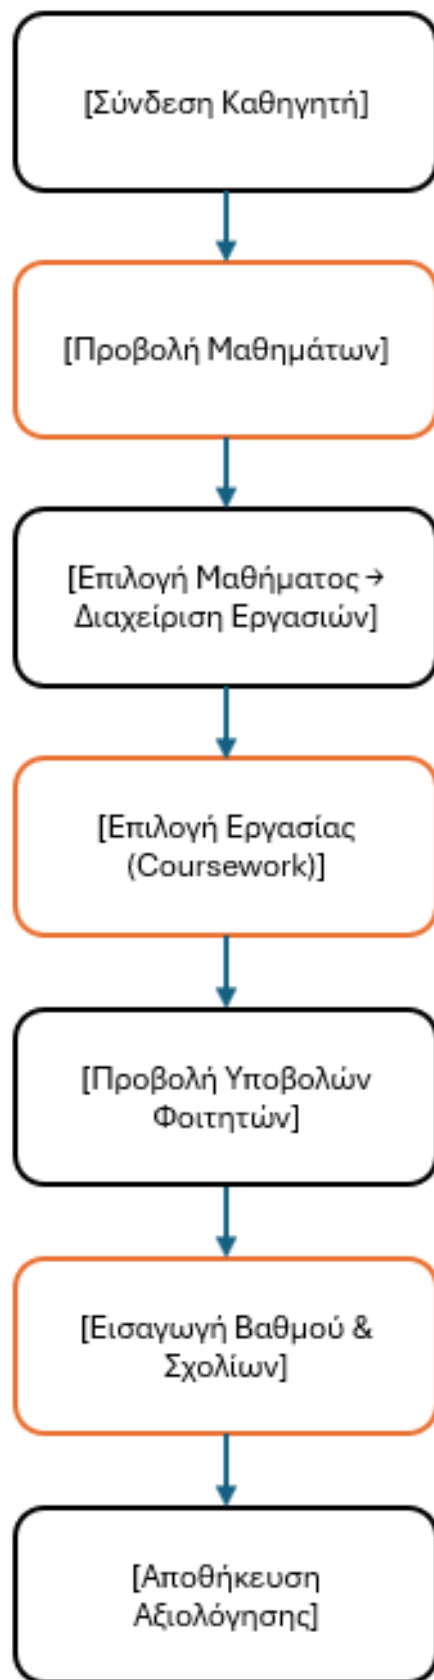 [Σύνδεση Καθηγητή]
[Προβολή Μαθημάτων]
[Επιλογή Μαθήματος →
Διαχείριση Εργασιών]
[Επιλογή Εργασίας
(Coursework)]
[Προβολή Υποβολών
Φοιτητών]
[Εισαγωγή Βαθμού &
Σχολίων]
[Αποθήκευση
Αξιολόγησης]